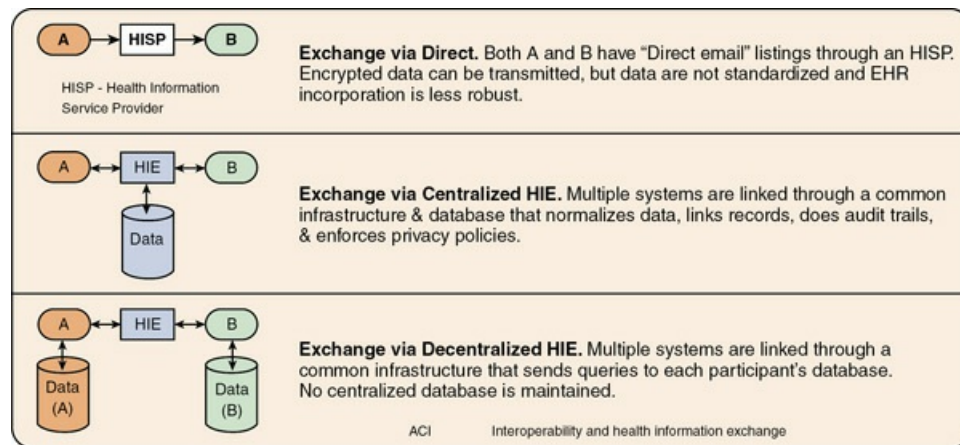 A
HISP
B
HISP - Health Information
Service Provider
Exchange via Direct. Both A and B have “Direct email” listings through an HISP.
Encrypted data can be transmitted, but data are not standardized and EHR
incorporation is less robust.
A
HIE
B
Data
Exchange via Centralized HIE. Multiple systems are linked through a common
infrastructure & database that normalizes data, links records, does audit trails,
& enforces privacy policies.
A
HIE
B
Data
(A)
Data
(B)
Exchange via Decentralized HIE. Multiple systems are linked through a
common infrastructure that sends queries to each participant’s database.
No centralized database is maintained.
ACI Interoperability and health information exchange